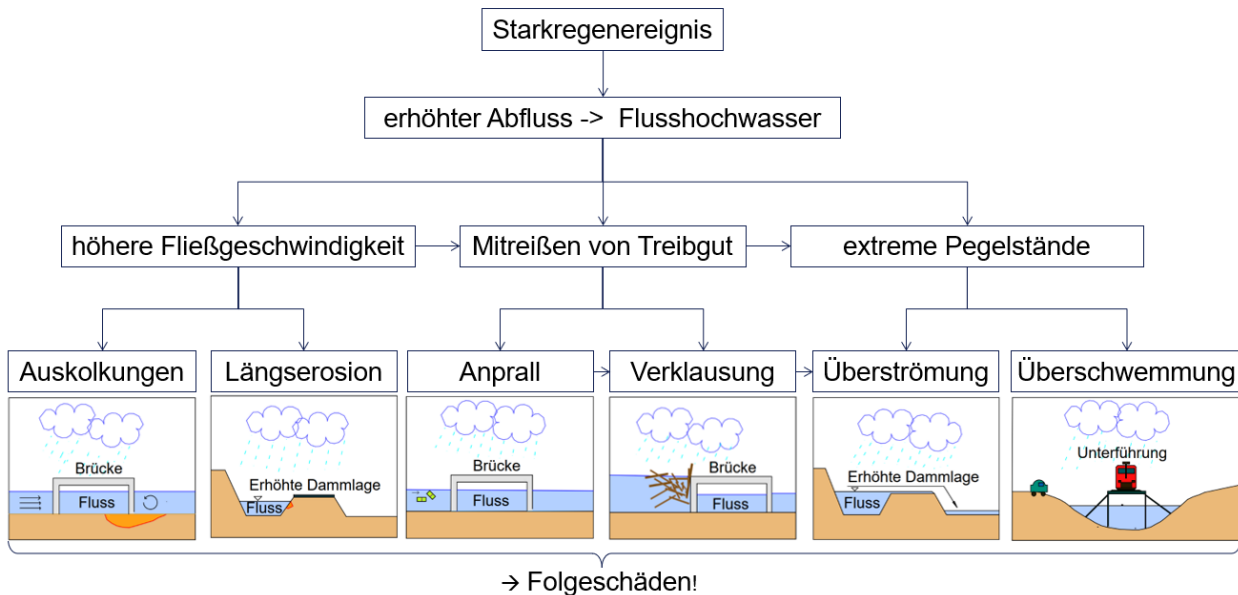 Starkregenereignis
erhöhter Abfluss -> Flusshochwasser
höhere Fließgeschwindigkeit
Mitreißen von Treibgut
extreme Pegelstände
Auskolkungen
Längserosion
Anprall
Verklausung
Überströmung
Überschwemmung
Brücke
Fluss
Erhöhte Dammlage
Fluss
Brücke
Fluss
Brücke
Fluss
Erhöhte Dammlage
Fluss
Unterführung
→ Folgeschäden!